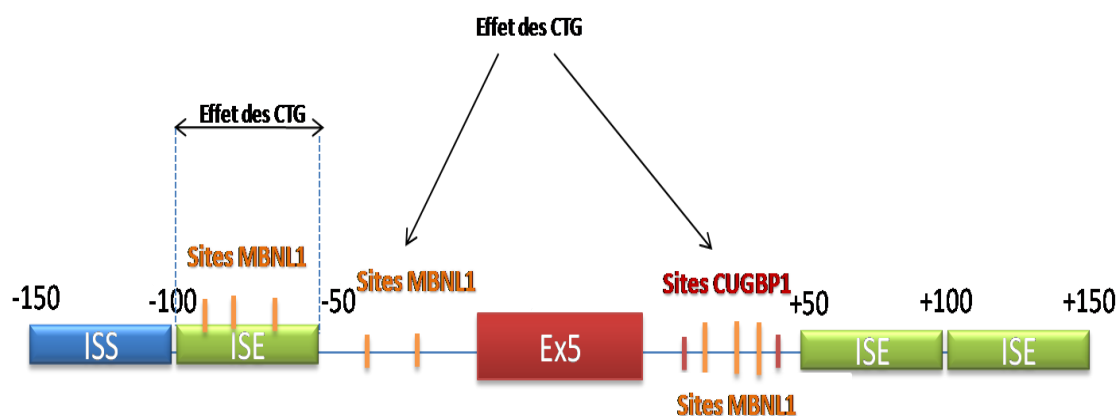 Effet des CTG
Effet des CTG
Sites MBNL1
Sites MBNL1
Sites CUGBP1
-150
-100
-50
+50
+100
+150
ISS
ISE
Ex5
ISE
ISE
Sites MBNL1